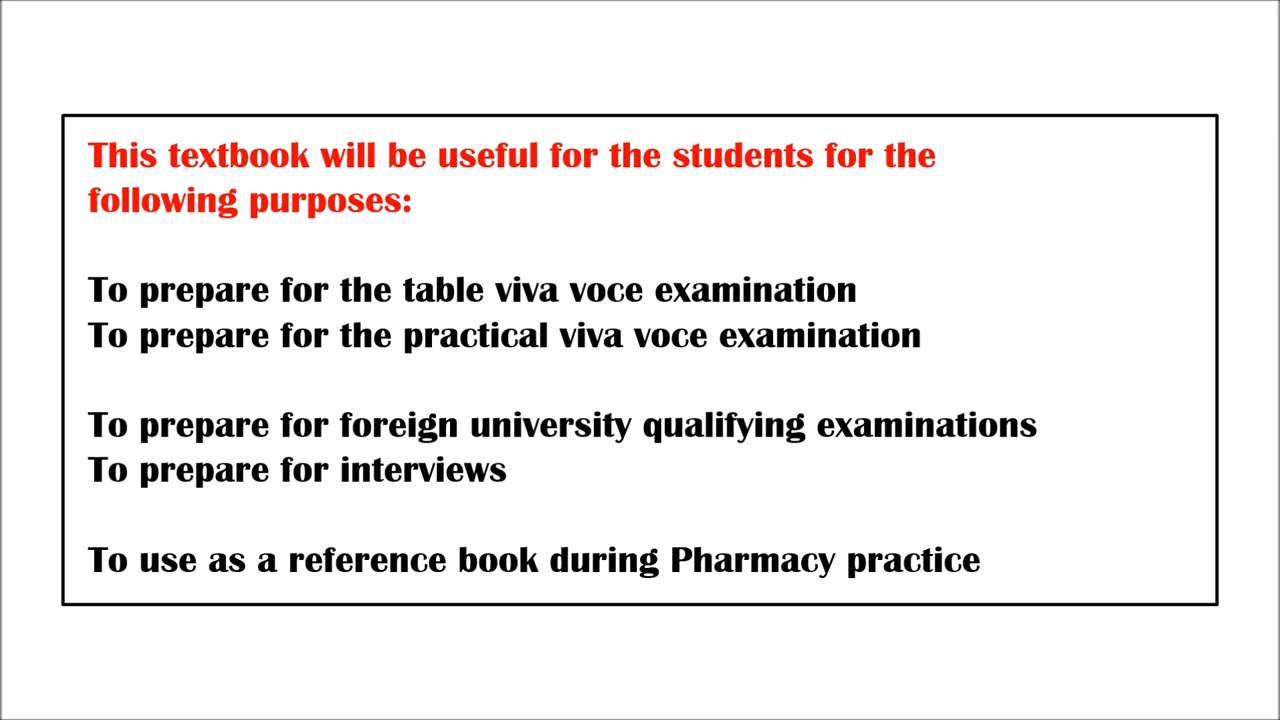 This textbook will be useful for the students for the
following purposes:
To prepare for the table viva voce examination
To prepare for the practical viva voce examination
To prepare for foreign university qualifying examinations
To prepare for interviews
To use as a reference book during Pharmacy practice